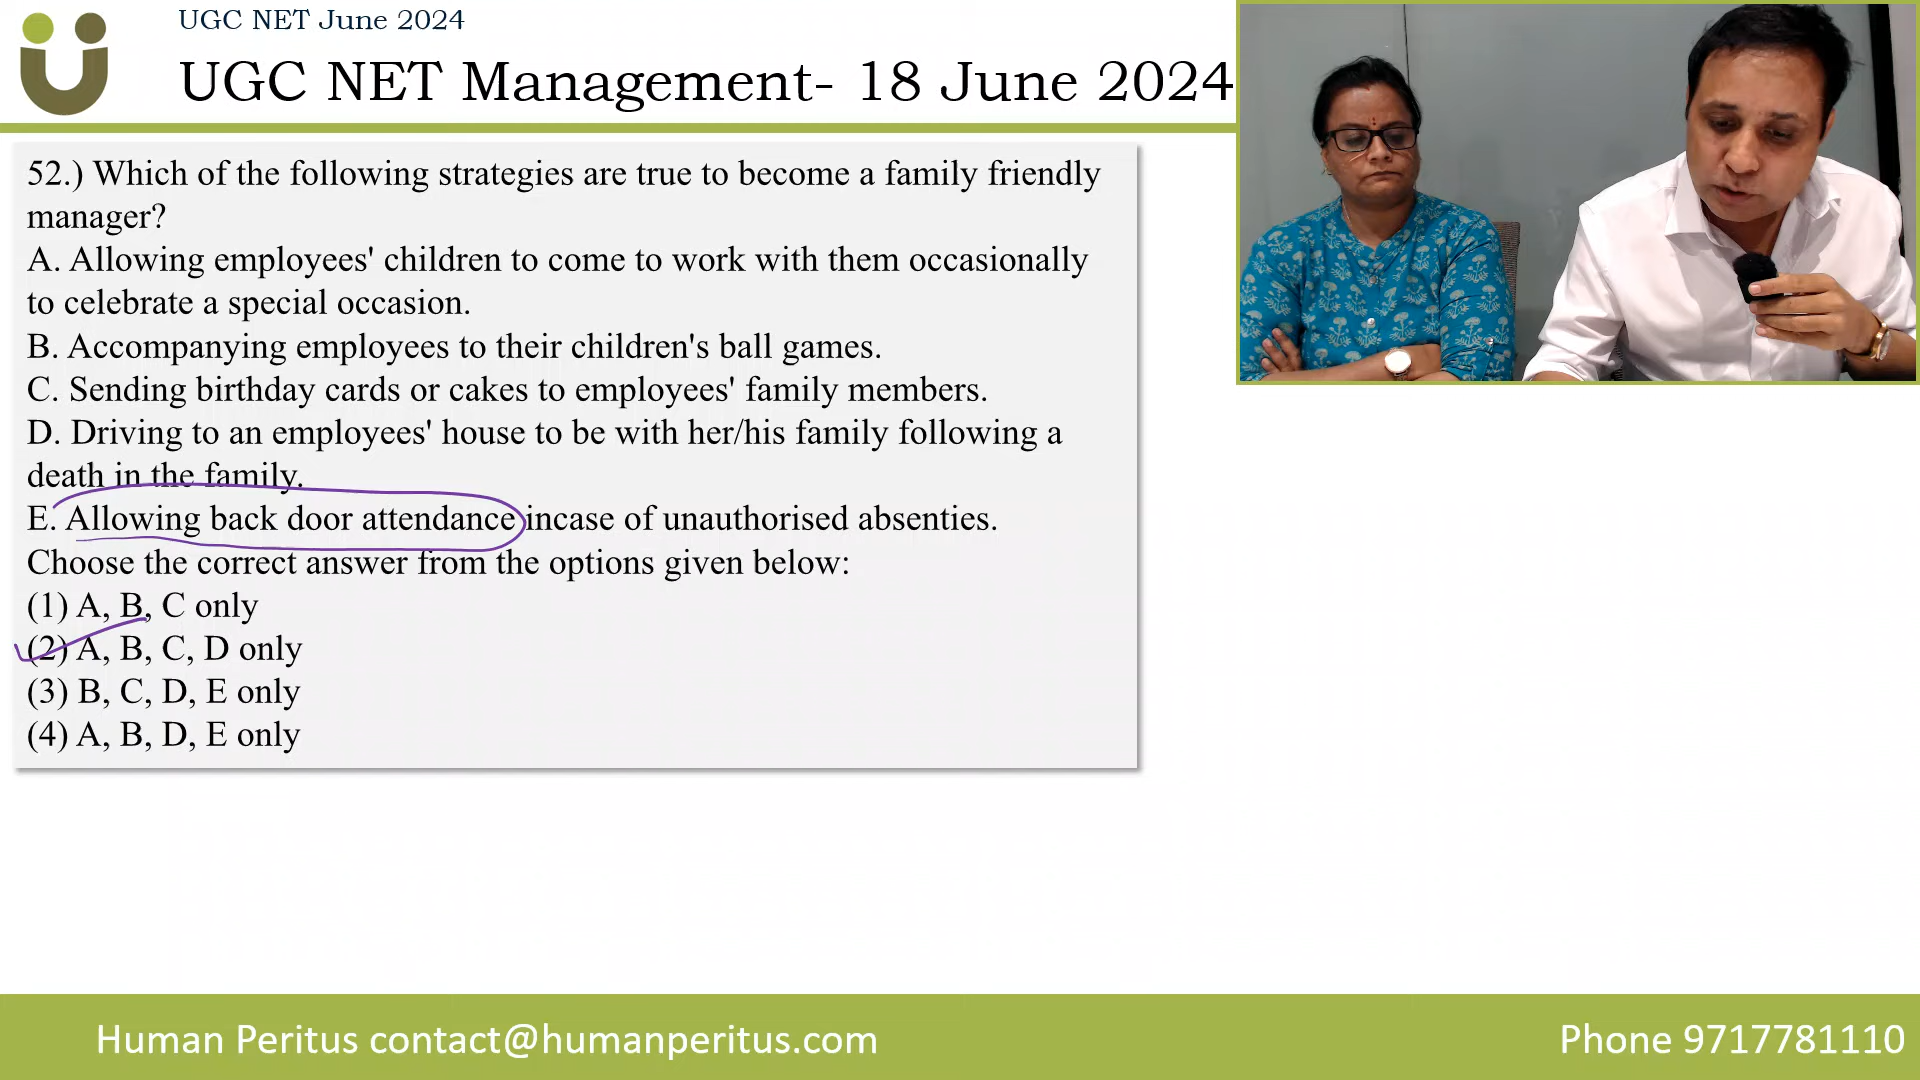 UGC NET June 2024
UGC NET Management- 18 June 2024
52.) Which of the following strategies are true to become a family friendly
manager?
A. Allowing employees' children to come to work with them occasionally
to celebrate a special occasion.
B. Accompanying employees to their children's ball games.
C. Sending birthday cards or cakes to employees' family members.
D. Driving to an employees' house to be with her/his family following a
death in the family.
E. Allowing back door attendance incase of unauthorised absenties.
Choose the correct answer from the options given below:
(1) A, B, C only
(2) A, B, C, D only
(3) B, C, D, E only
(4) A, B, D, E only
Human Peritus contact@humanperitus.com
Phone 9717781110